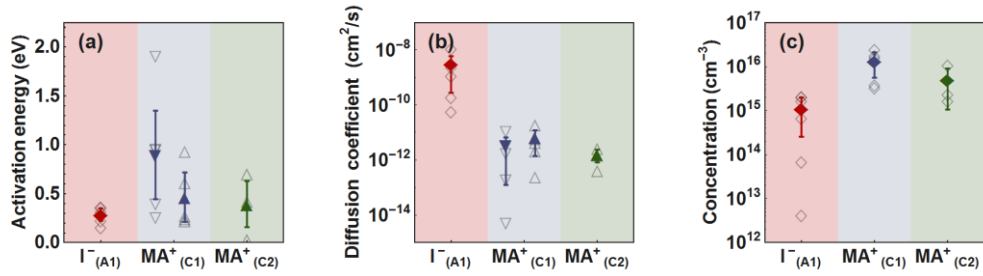 (a)
Activation energy (eV)
2.0
1.5
1.0
0.5
0.0
I⁻(A1) MA⁺(C1) MA⁺(C2)
(b)
Diffusion coefficient (cm²/s)
10⁻⁸
10⁻¹⁰
10⁻¹²
10⁻¹⁴
I⁻(A1) MA⁺(C1) MA⁺(C2)
(c)
Concentration (cm⁻³)
10¹⁷
10¹⁶
10¹⁵
10¹⁴
10¹³
10¹²
I⁻(A1) MA⁺(C1) MA⁺(C2)